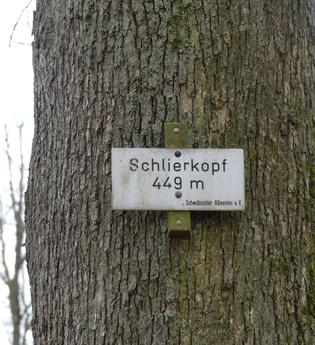 Schlierkopf
449 m
Schwäbischer Albverein e.V.